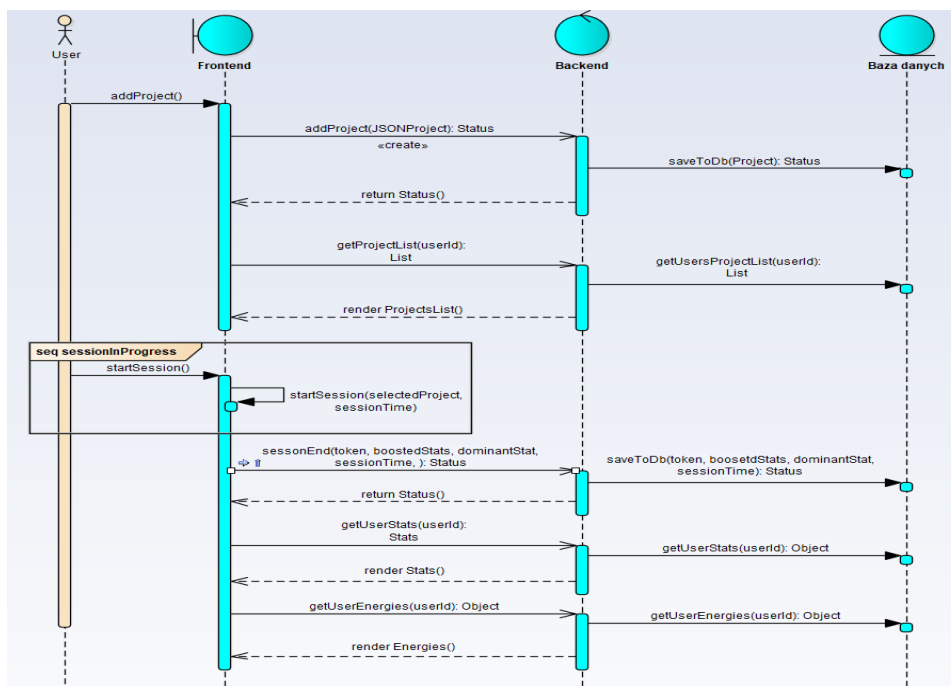 User
Frontend
Backend
Baza danych
addProject()
addProject(JSONProject): Status
«create»
saveToDb(Project): Status
return Status()
getProjectList(userId):
List
getUsersProjectList(userId):
List
render ProjectsList()
seq sessionInProgress
startSession()
startSession(selectedProject,
sessionTime)
sessonEnd(token, boostedStats, dominantStat,
sessionTime, ): Status
saveToDb(token, boosetdStats, dominantStat,
sessionTime): Status
return Status()
getUserStats(userId):
Stats
getUserStats(userId): Object
render Stats()
getUserEnergies(userId): Object
getUserEnergies(userId): Object
render Energies()